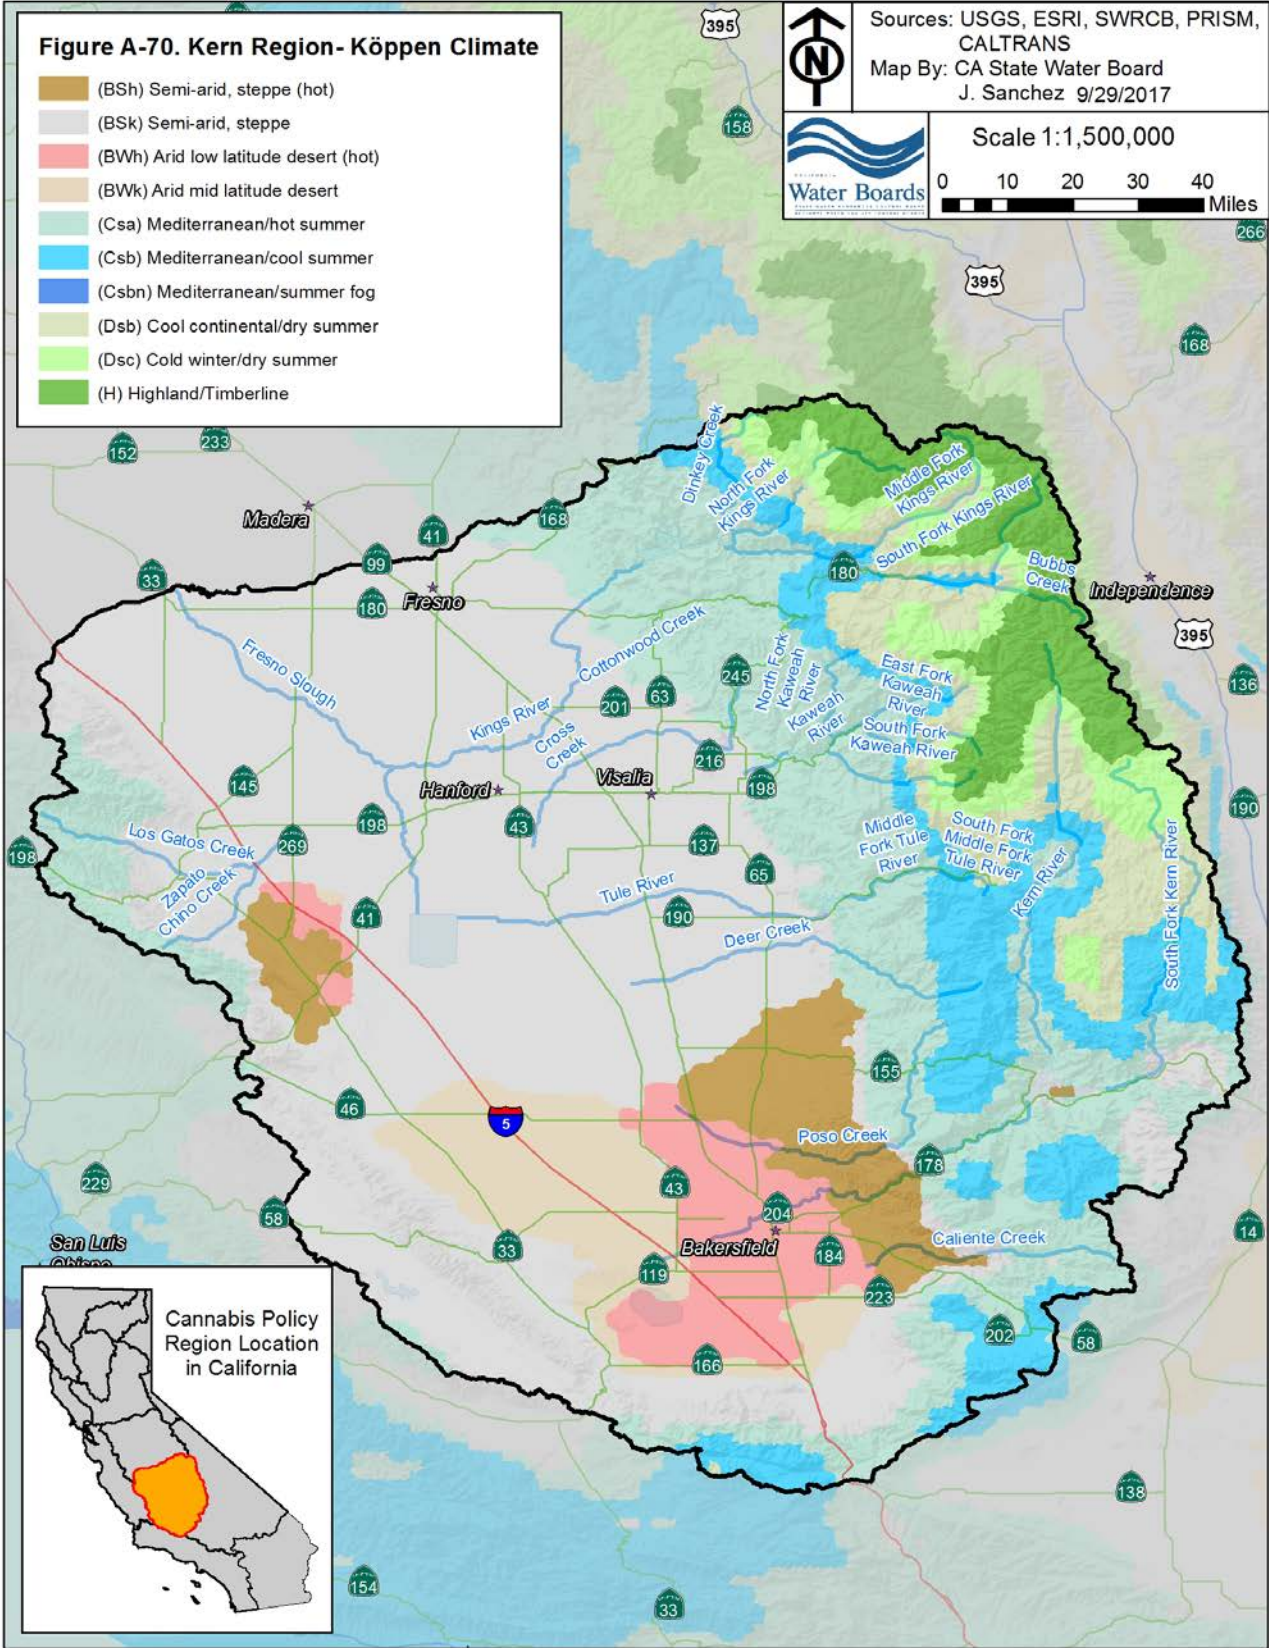 Figure A-70. Kern Region- Köppen Climate
(BSh) Semi-arid, steppe (hot)
(BSk) Semi-arid, steppe
(BWh) Arid low latitude desert (hot)
(BWk) Arid mid latitude desert
(Csa) Mediterranean/hot summer
(Csb) Mediterranean/cool summer
(Csbn) Mediterranean/summer fog
(Dsb) Cool continental/dry summer
(Dsc) Cold winter/dry summer
(H) Highland/Timberline
N
Sources: USGS, ESRI, SWRCB, PRISM,
CALTRANS
Map By: CA State Water Board
J. Sanchez 9/29/2017
CALIFORNIA
Water Boards
Scale 1:1,500,000
0 10 20 30 40
Miles
395
158
266
395
168
152
233
Madera
41
168
99
33
180
Fresno
Dinkey Creek
North Fork
Kings River
Middle Fork
Kings River
South Fork Kings River
180
Bubbs
Creek
Independence
395
136
Fresno Slough
Cottonwood Creek
Kings River
Cross
Creek
201
63
245
North Fork
Kaweah
River
Kaweah
River
East Fork
Kaweah
River
South Fork
Kaweah River
216
198
145
Hanford
Visalia
190
198
43
137
269
198
Los Gatos Creek
Zapato
Chino Creek
Middle
Fork Tule
River
South Fork
Middle Fork
Tule River
Kern River
South Fork Kern River
65
41
Tule River
190
Deer Creek
155
46
5
Poso Creek
178
229
43
58
204
San Luis
Obispo
33
Bakersfield
184
Caliente Creek
14
119
223
202
58
166
Cannabis Policy
Region Location
in California
138
154
33